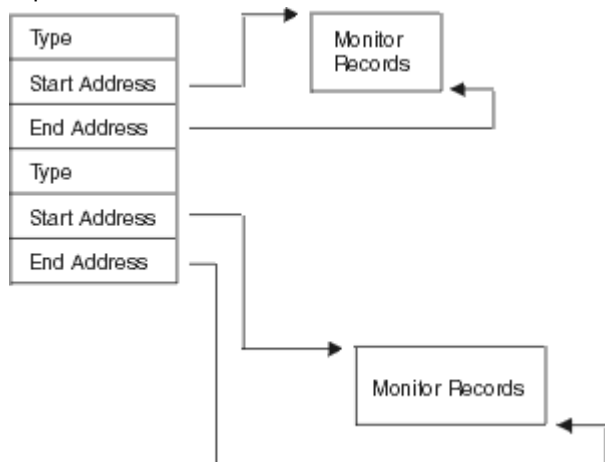 Type
Start Address
End Address
Type
Start Address
End Address
Monitor
Records
Monitor Records